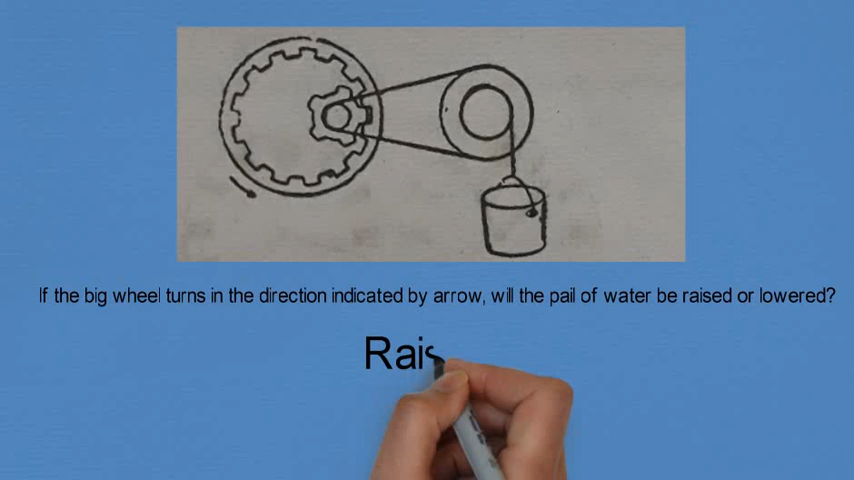 If the big wheel turns in the direction indicated by arrow, will the pail of water be raised or lowered?
Rais